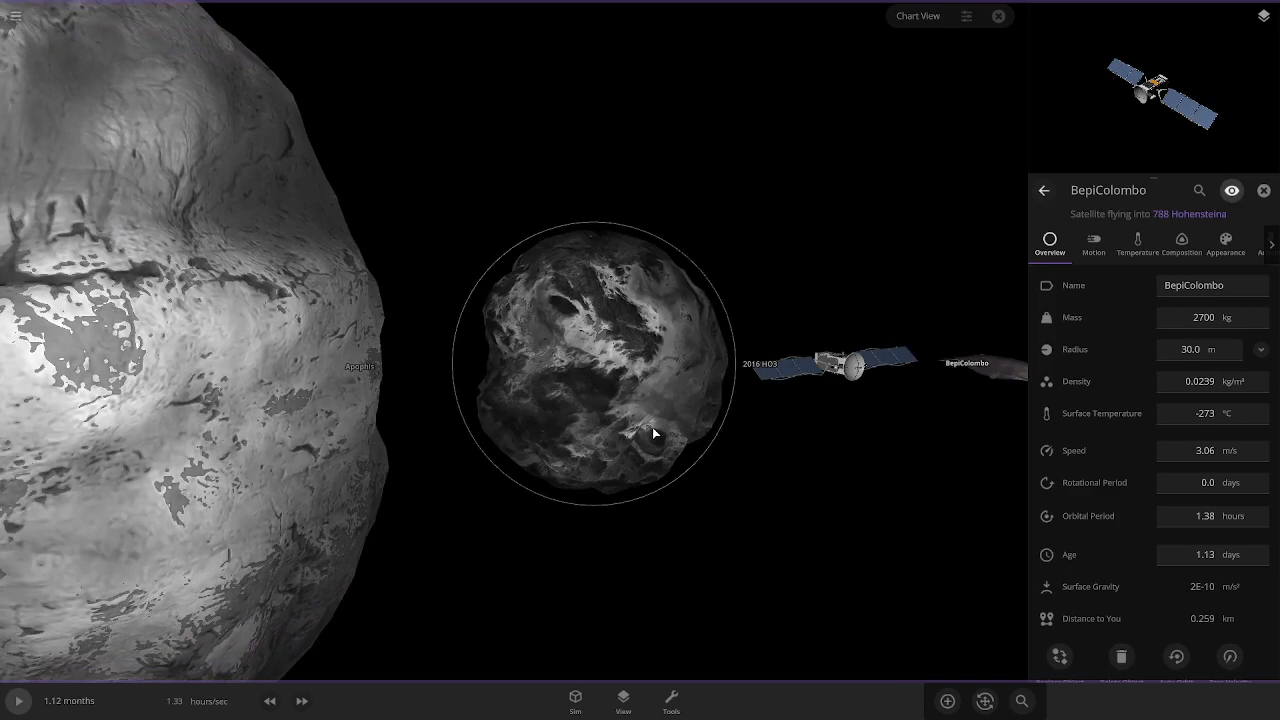 Chart View
Apophis
2016 HO3
BepiColombo
BepiColombo
Satellite flying into 788 Hohensteina
Overview Motion Temperature Composition Appearance
Name BepiColombo
Mass 2700 kg
Radius 30.0 m
Density 0.0239 kg/m³
Surface Temperature -273 °C
Speed 3.06 m/s
Rotational Period 0.0 days
Orbital Period 1.38 hours
Age 1.13 days
Surface Gravity 2E-10 m/s²
Distance to You 0.259 km
1.12 months
1.33 hours/sec
Sim View Tools